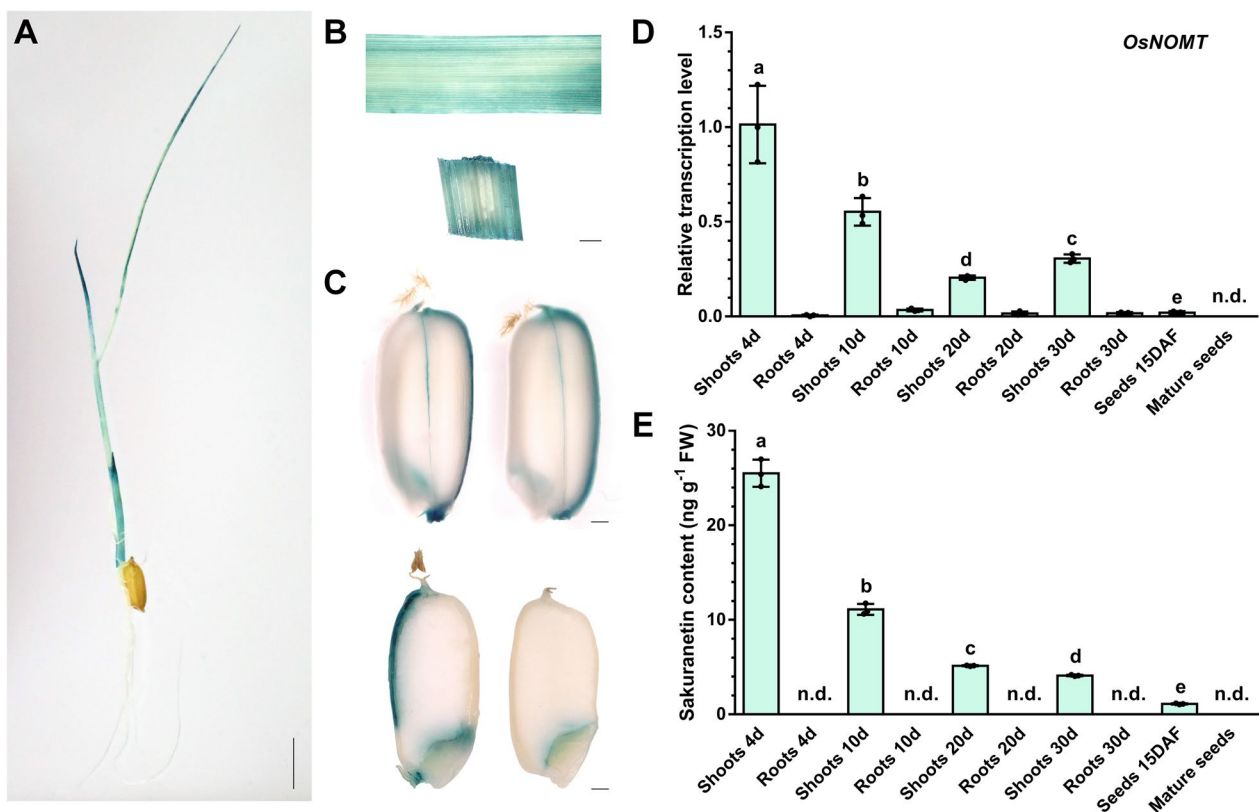 A
B
C
D
OsNOMT
Relative transcription level
1.5
1.0
0.5
0.0
a
b
d
c
e
n.d.
Shoots 4d
Roots 4d
Shoots 10d
Roots 10d
Shoots 20d
Roots 20d
Shoots 30d
Roots 30d
Seeds 15DAF
Mature seeds
E
Sakuranetin content (ng g-1 FW)
30
20
10
0
a
n.d.
b
n.d.
c
n.d.
d
n.d.
e
n.d.
Shoots 4d
Roots 4d
Shoots 10d
Roots 10d
Shoots 20d
Roots 20d
Shoots 30d
Roots 30d
Seeds 15DAF
Mature seeds